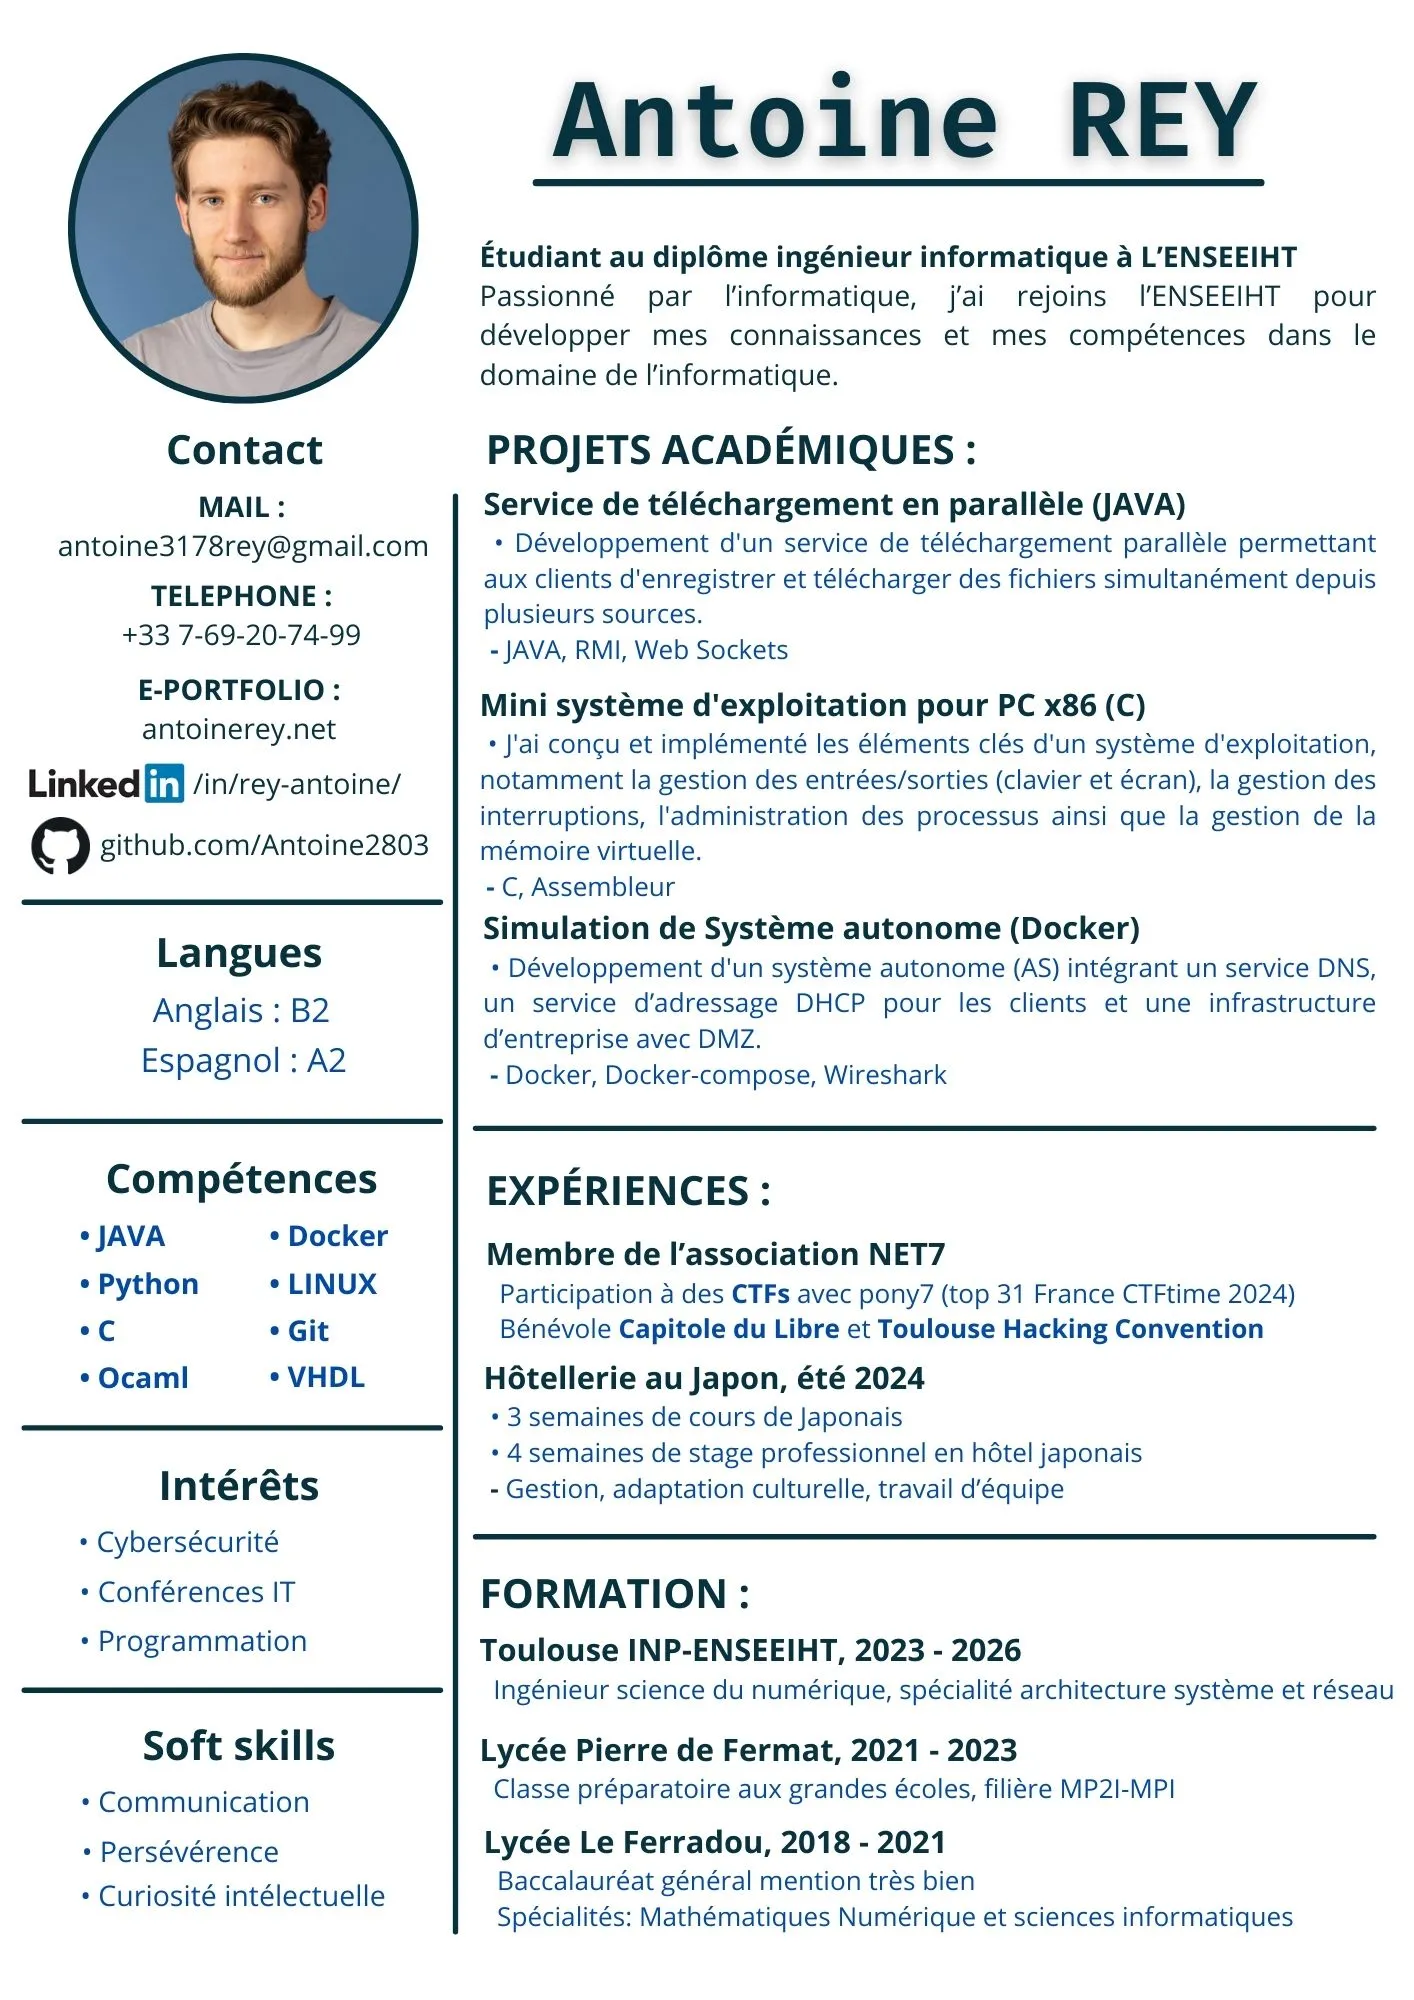 Antoine REY
Étudiant au diplôme ingénieur informatique à L’ENSEEIHT
Passionné par l’informatique, j’ai rejoins l’ENSEEIHT pour
développer mes connaissances et mes compétences dans le
domaine de l’informatique.
Contact
MAIL :
antoine3178rey@gmail.com
TELEPHONE :
+33 7-69-20-74-99
E-PORTFOLIO :
antoinerey.net
LinkedIn /in/rey-antoine/
github.com/Antoine2803
Langues
Anglais : B2
Espagnol : A2
Compétences
• JAVA
• Python
• C
• Ocaml
• Docker
• LINUX
• Git
• VHDL
Intérêts
• Cybersécurité
• Conférences IT
• Programmation
Soft skills
• Communication
• Persévérence
• Curiosité intélectuelle
PROJETS ACADÉMIQUES :
Service de téléchargement en parallèle (JAVA)
• Développement d'un service de téléchargement parallèle permettant
aux clients d'enregistrer et télécharger des fichiers simultanément depuis
plusieurs sources.
- JAVA, RMI, Web Sockets
Mini système d'exploitation pour PC x86 (C)
• J'ai conçu et implémenté les éléments clés d'un système d'exploitation,
notamment la gestion des entrées/sorties (clavier et écran), la gestion des
interruptions, l'administration des processus ainsi que la gestion de la
mémoire virtuelle.
- C, Assembleur
Simulation de Système autonome (Docker)
• Développement d'un système autonome (AS) intégrant un service DNS,
un service d’adressage DHCP pour les clients et une infrastructure
d’entreprise avec DMZ.
- Docker, Docker-compose, Wireshark
EXPÉRIENCES :
Membre de l’association NET7
Participation à des CTFs avec pony7 (top 31 France CTFtime 2024)
Bénévole Capitole du Libre et Toulouse Hacking Convention
Hôtellerie au Japon, été 2024
• 3 semaines de cours de Japonais
• 4 semaines de stage professionnel en hôtel japonais
- Gestion, adaptation culturelle, travail d’équipe
FORMATION :
Toulouse INP-ENSEEIHT, 2023 - 2026
Ingénieur science du numérique, spécialité architecture système et réseau
Lycée Pierre de Fermat, 2021 - 2023
Classe préparatoire aux grandes écoles, filière MP2I-MPI
Lycée Le Ferradou, 2018 - 2021
Baccalauréat général mention très bien
Spécialités: Mathématiques Numérique et sciences informatiques